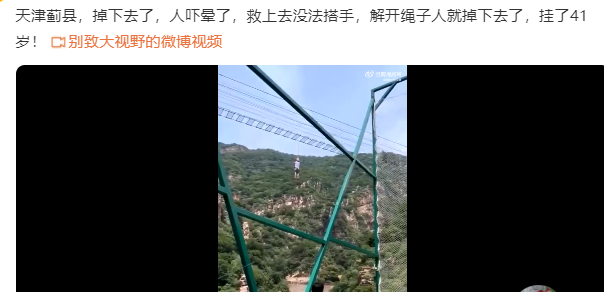 天津蓟县，掉下去了，人吓晕了，救上去没法搭手，解开绳子人就掉下去了，挂了41
岁！ 别致大视野的微博视频